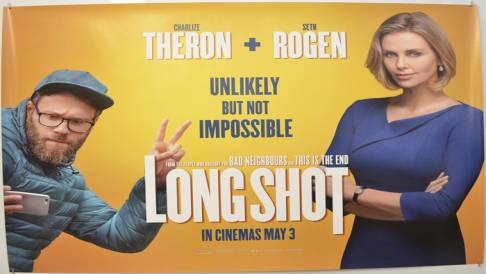 CHARLIZE SETH
THERON + ROGEN
UNLIKELY
BUT NOT
IMPOSSIBLE
FROM THE PEOPLE WHO BROUGHT YOU BAD NEIGHBOURS AND THIS IS THE END
LONG SHOT
IN CINEMAS MAY 3